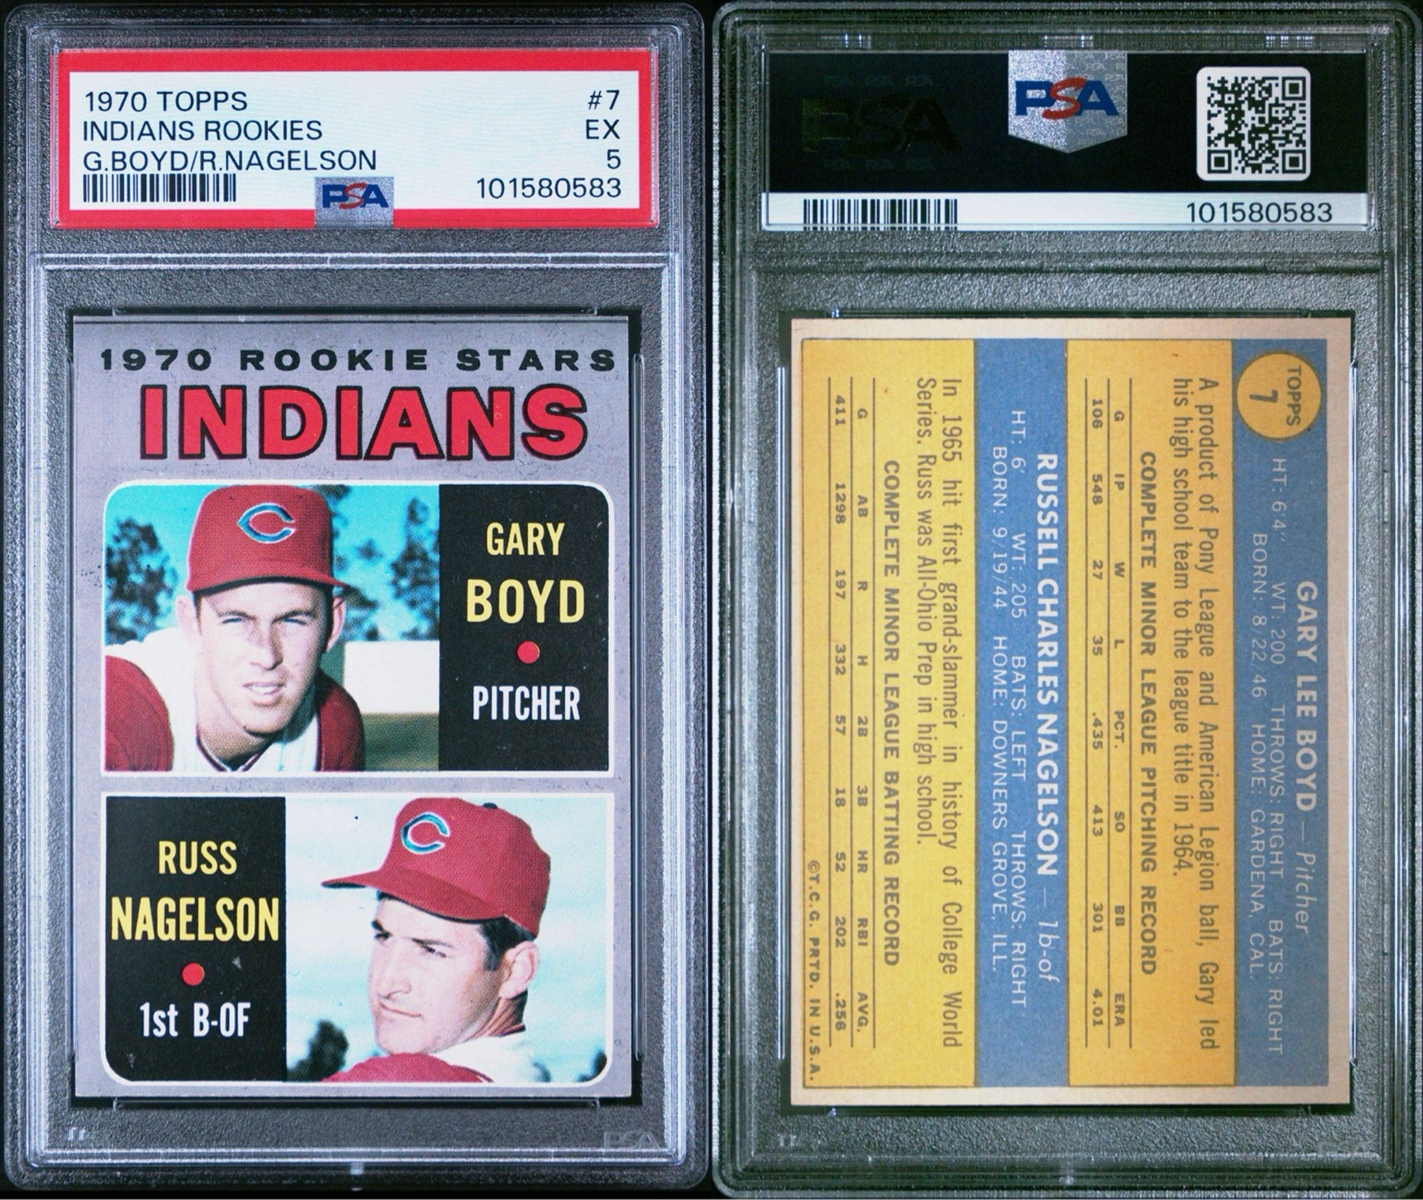 1970 TOPPS #7
INDIANS ROOKIES EX
G.BOYD/R.NAGELSON 5
PSA 101580583
1970 ROOKIE STARS
INDIANS
GARY
BOYD
PITCHER
RUSS
NAGELSON
1st B-OF
PSA
PSA
PSA
101580583
TOPPS
7
GARY LEE BOYD — Pitcher
HT: 6'4" WT: 200 THROWS: RIGHT BATS: RIGHT
BORN: 8/22/46 HOME: GARDENA, CAL.
A product of Pony League and American Legion ball, Gary led
his high school team to the league title in 1964.
COMPLETE MINOR LEAGUE PITCHING RECORD
G IP W L PCT. SO BB ERA
106 548 27 35 .435 413 301 4.01
RUSSELL CHARLES NAGELSON — 1b-of
HT: 6' WT: 205 BATS: LEFT THROWS: RIGHT
BORN: 9/19/44 HOME: DOWNERS GROVE, ILL.
In 1965 hit first grand-slammer in history of College World
Series. Russ was All-Ohio Prep in high school.
COMPLETE MINOR LEAGUE BATTING RECORD
G AB R H 2B 3B HR RBI AVG.
411 1298 197 332 57 18 52 202 .256
©T.C.G. PRTD. IN U.S.A.